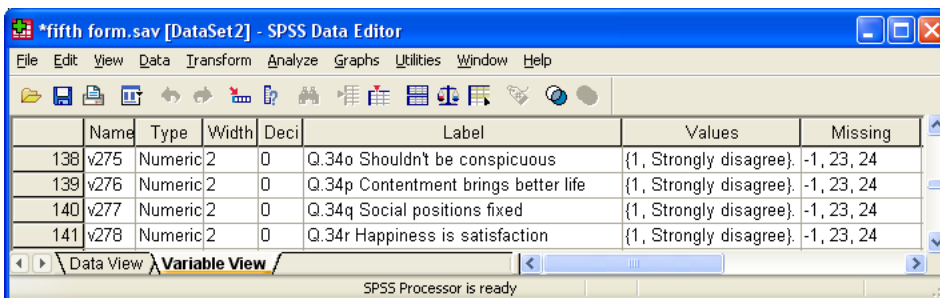 *fifth form.sav [DataSet2] - SPSS Data Editor
File Edit View Data Transform Analyze Graphs Utilities Window Help
Name Type Width Deci Label Values Missing
138 v275 Numeric 2 0 Q.34o Shouldn't be conspicuous {1, Strongly disagree}. -1, 23, 24
139 v276 Numeric 2 0 Q.34p Contentment brings better life {1, Strongly disagree}. -1, 23, 24
140 v277 Numeric 2 0 Q.34q Social positions fixed {1, Strongly disagree}. -1, 23, 24
141 v278 Numeric 2 0 Q.34r Happiness is satisfaction {1, Strongly disagree}. -1, 23, 24
Data View Variable View
SPSS Processor is ready